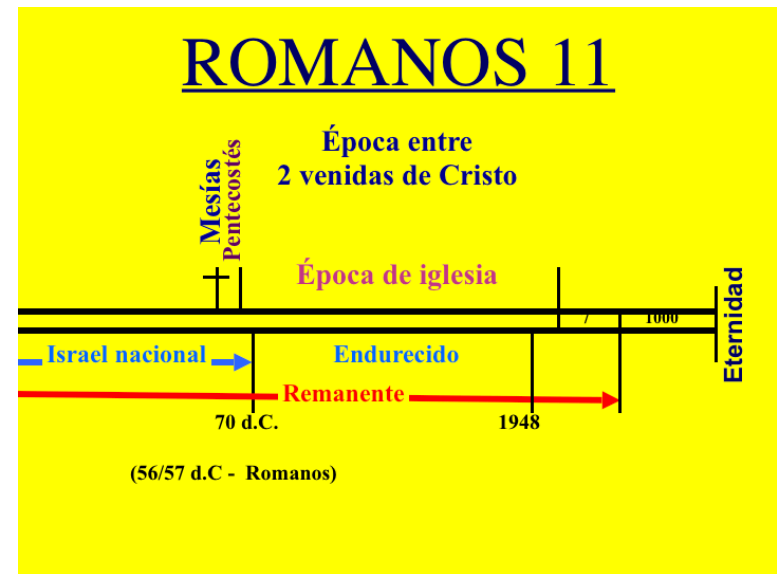 ROMANOS 11
Época entre
2 venidas de Cristo
Mesías
Pentecostés
Época de iglesia
7
1000
Eternidad
Israel nacional
Endurecido
Remanente
70 d.C.
1948
(56/57 d.C - Romanos)